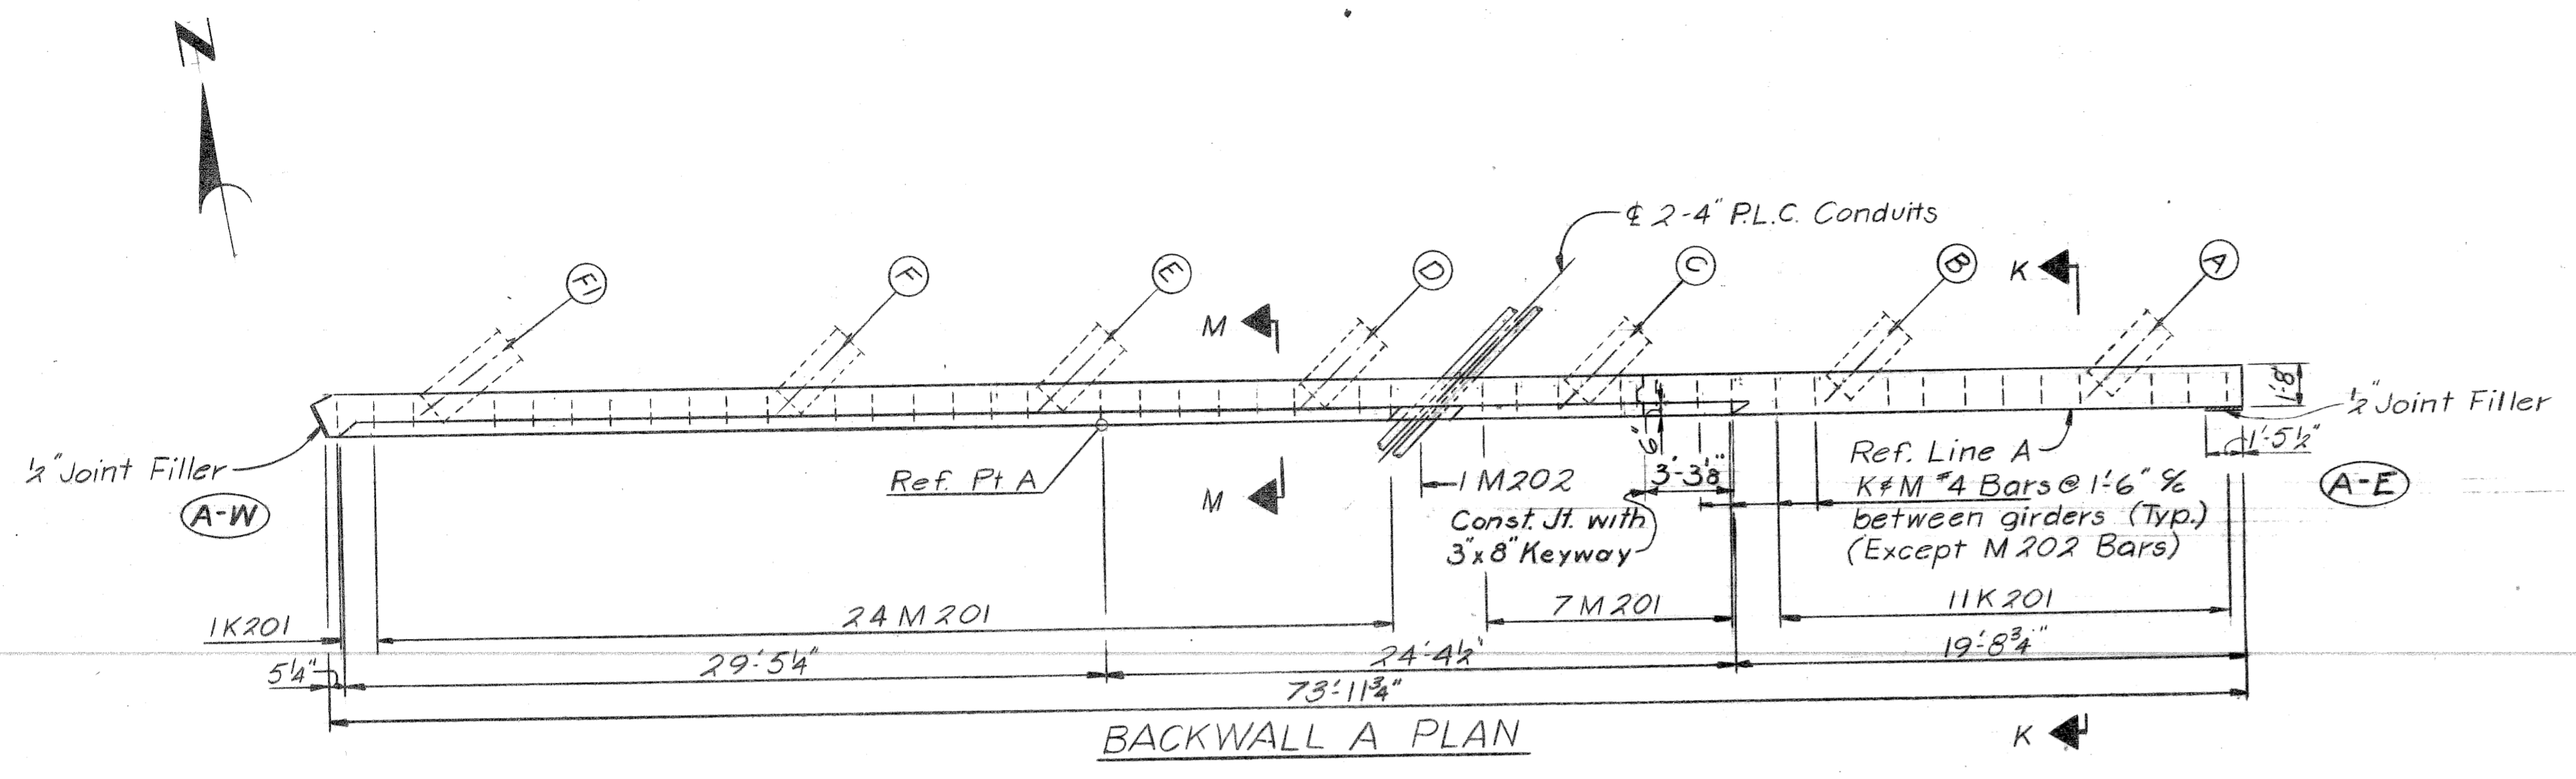 N
℄ 2-4" P.L.C. Conduits
F1
F
E
D
C
B
A
K
M
1'-8"
½" Joint Filler
½" Joint Filler
A-W
Ref. Pt A
M
1 M202
6"
3'-3⅛"
Const. Jt. with
3"x8" Keyway
Ref. Line A
K & M #4 Bars @ 1'-6" c/c
between girders (Typ.)
(Except M202 Bars)
1'-5½"
A-E
1K201
24 M 201
7 M 201
11 K 201
5¼"
29'-5¼"
24'-4½"
19'-8¾"
73'-11¾"
BACKWALL A PLAN
K